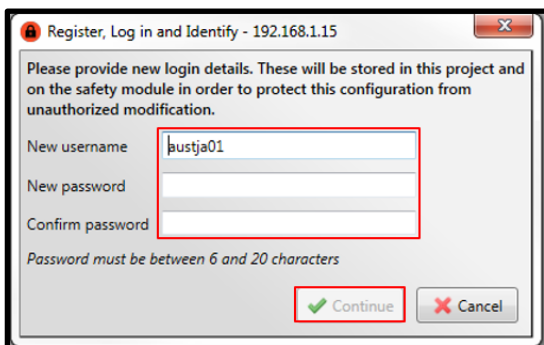 Register, Log in and Identify - 192.168.1.15
Please provide new login details. These will be stored in this project and
on the safety module in order to protect this configuration from
unauthorized modification.
New username austja01
New password
Confirm password
Password must be between 6 and 20 characters
Continue Cancel